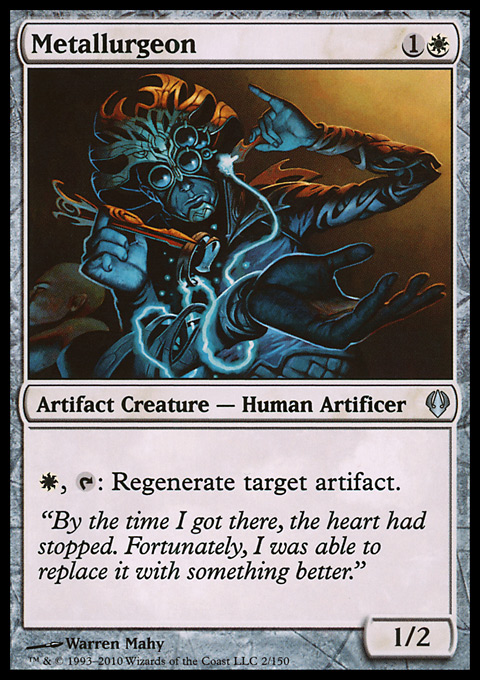 Metallurgeon 1
Artifact Creature — Human Artificer
, : Regenerate target artifact.
“By the time I got there, the heart had
stopped. Fortunately, I was able to
replace it with something better.”
Warren Mahy
™ & © 1993–2010 Wizards of the Coast LLC 2/150
1/2